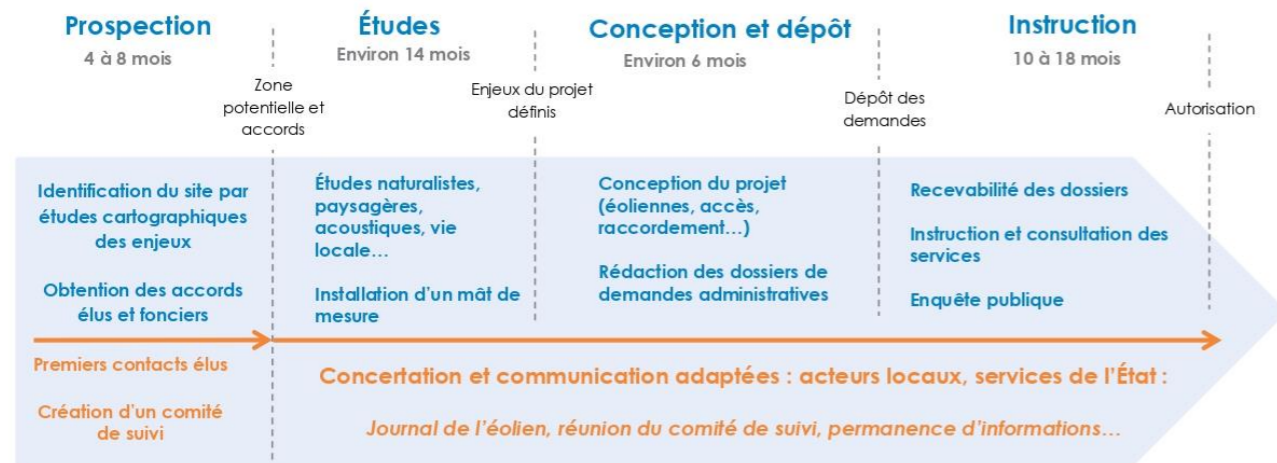 Prospection
4 à 8 mois
Études
Environ 14 mois
Conception et dépôt
Environ 6 mois
Instruction
10 à 18 mois
Zone
potentielle et
accords
Enjeux du projet
définis
Dépôt des
demandes
Autorisation
Identification du site par
études cartographiques
des enjeux
Obtention des accords
élus et fonciers
Études naturalistes,
paysagères,
acoustiques, vie
locale…
Installation d'un mât de
mesure
Conception du projet
(éoliennes, accès,
raccordement…)
Rédaction des dossiers de
demandes administratives
Recevabilité des dossiers
Instruction et consultation des
services
Enquête publique
Premiers contacts élus
Création d'un comité
de suivi
Concertation et communication adaptées : acteurs locaux, services de l'État :
Journal de l'éolien, réunion du comité de suivi, permanence d'informations…